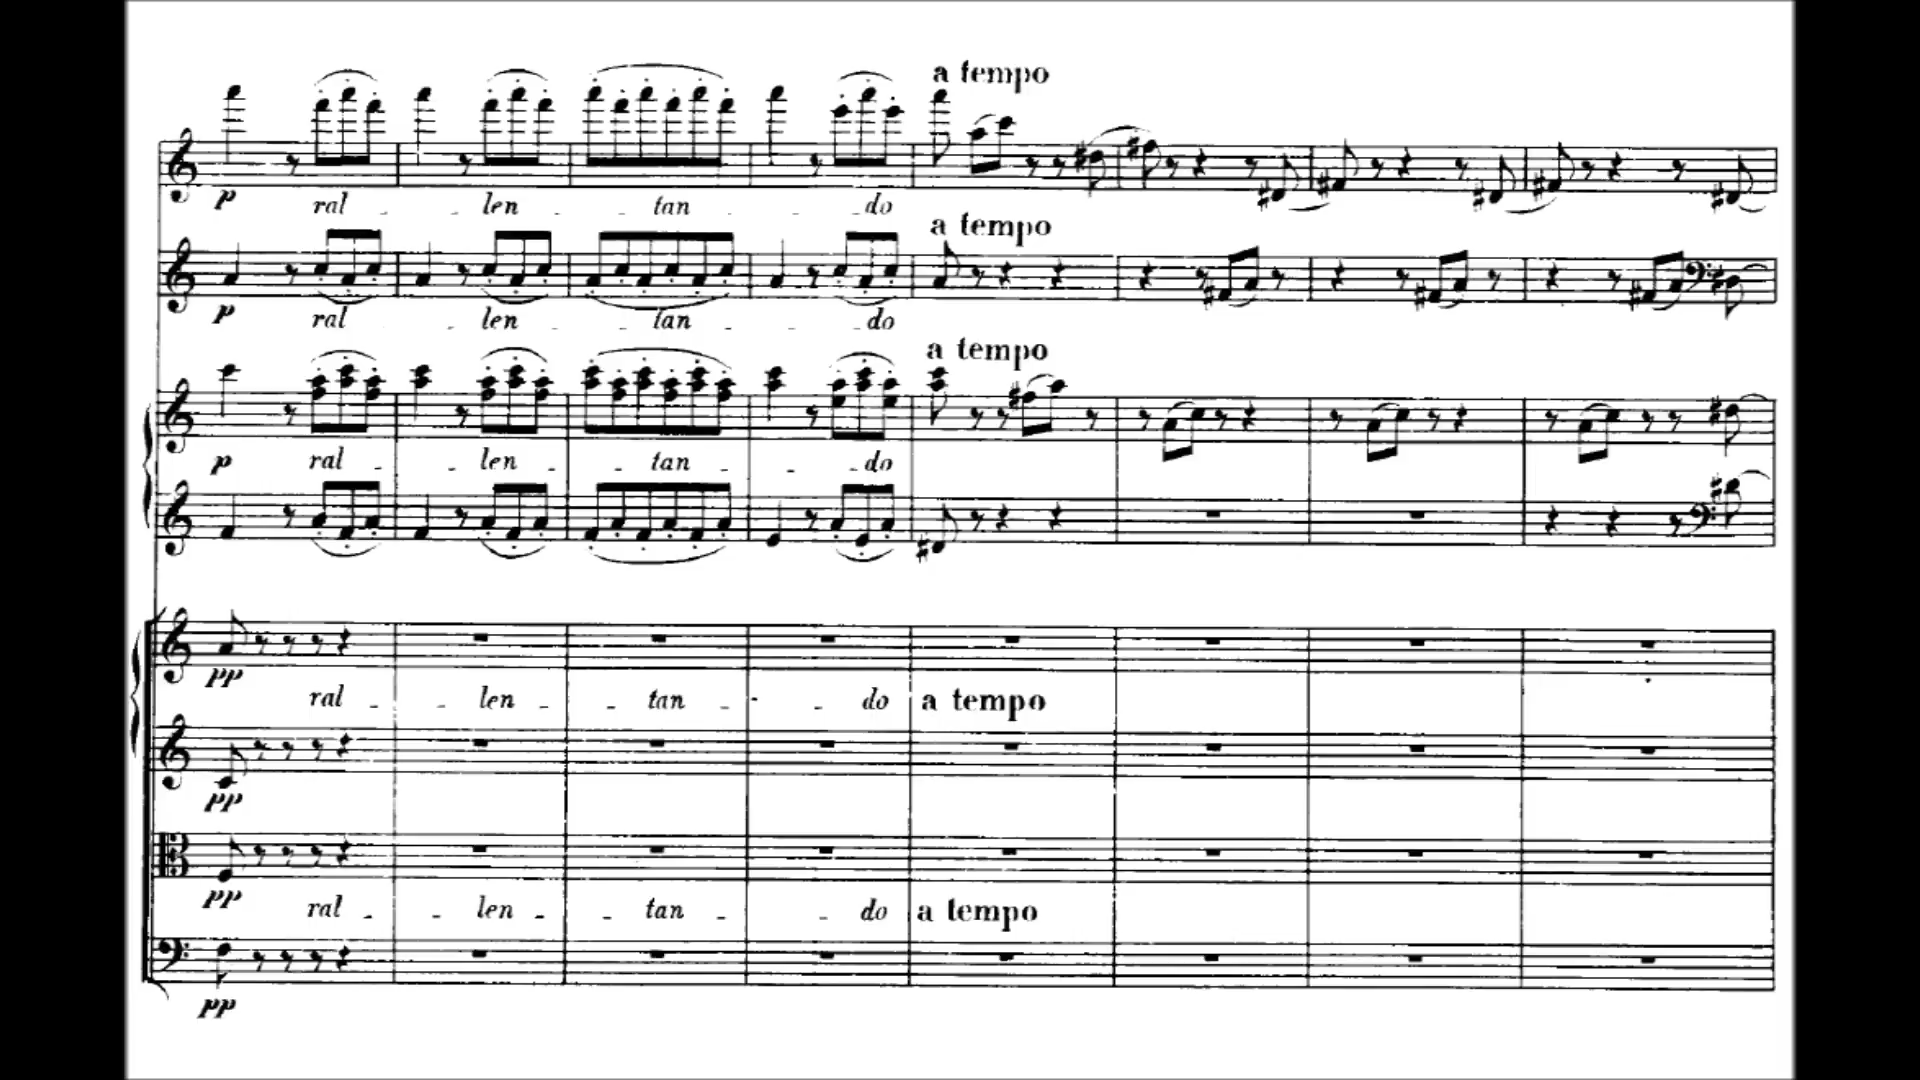 a tempo
p ral - - len - - tan - - do
a tempo
p ral - - len - - tan - - do
a tempo
p ral - - len - - tan - - do
pp
ral - - len - - tan - - do a tempo
pp
pp
ral - - len - - tan - - do a tempo
pp